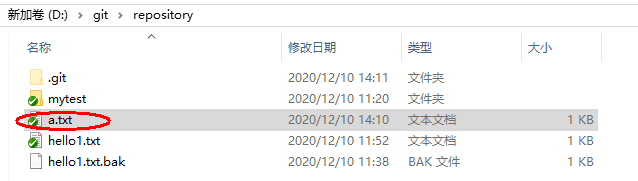 新加卷 (D:) > git > repository
名称 修改日期 类型 大小
.git 2020/12/10 14:11 文件夹
mytest 2020/12/10 11:20 文件夹
a.txt 2020/12/10 14:10 文本文档 1 KB
hello1.txt 2020/12/10 11:52 文本文档 1 KB
hello1.txt.bak 2020/12/10 11:38 BAK 文件 1 KB